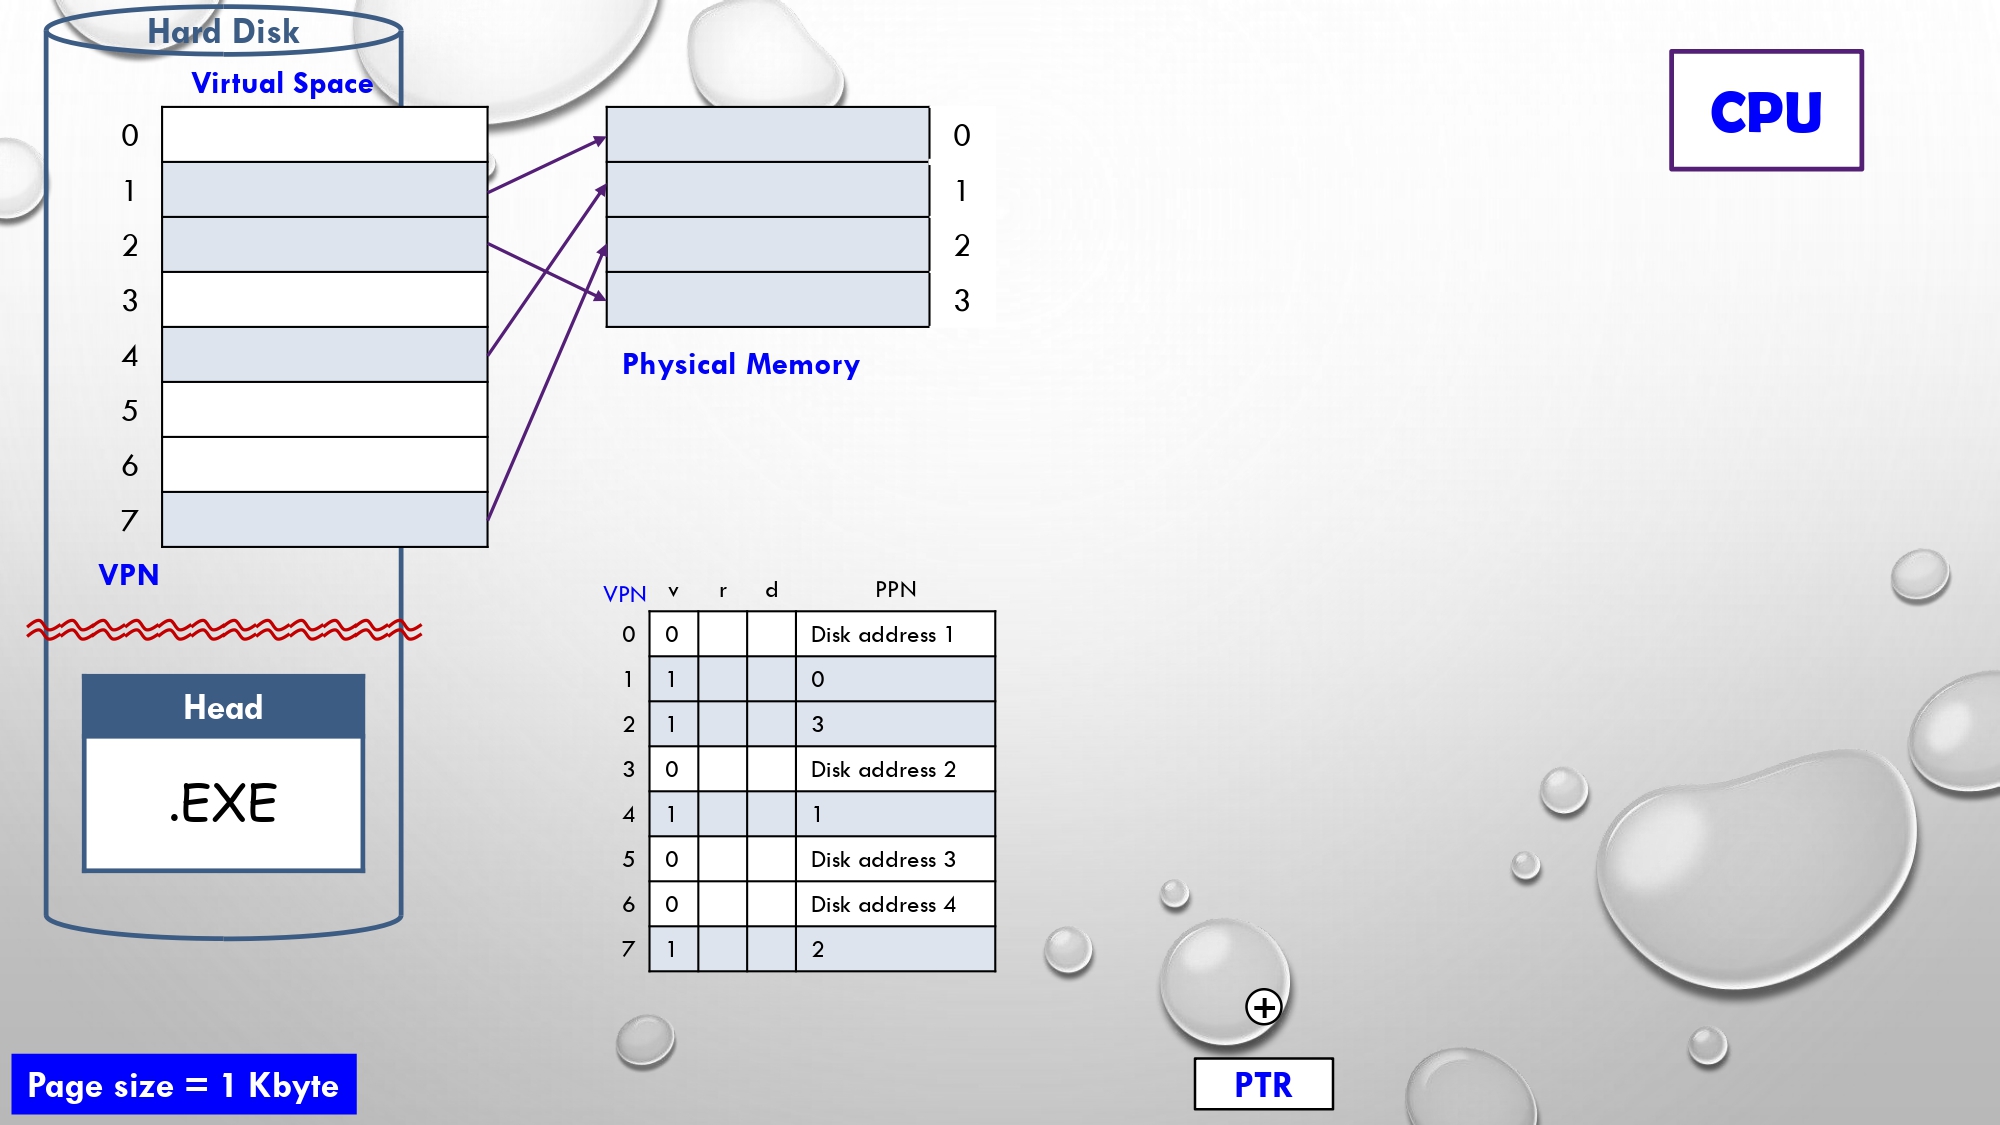 Hard Disk
Virtual Space
0
1
2
3
4
5
6
7
VPN
0
1
2
3
Physical Memory
CPU
Head
.EXE
VPN v r d PPN
0 0 Disk address 1
1 1 0
2 1 3
3 0 Disk address 2
4 1 1
5 0 Disk address 3
6 0 Disk address 4
7 1 2
+
PTR
Page size = 1 Kbyte